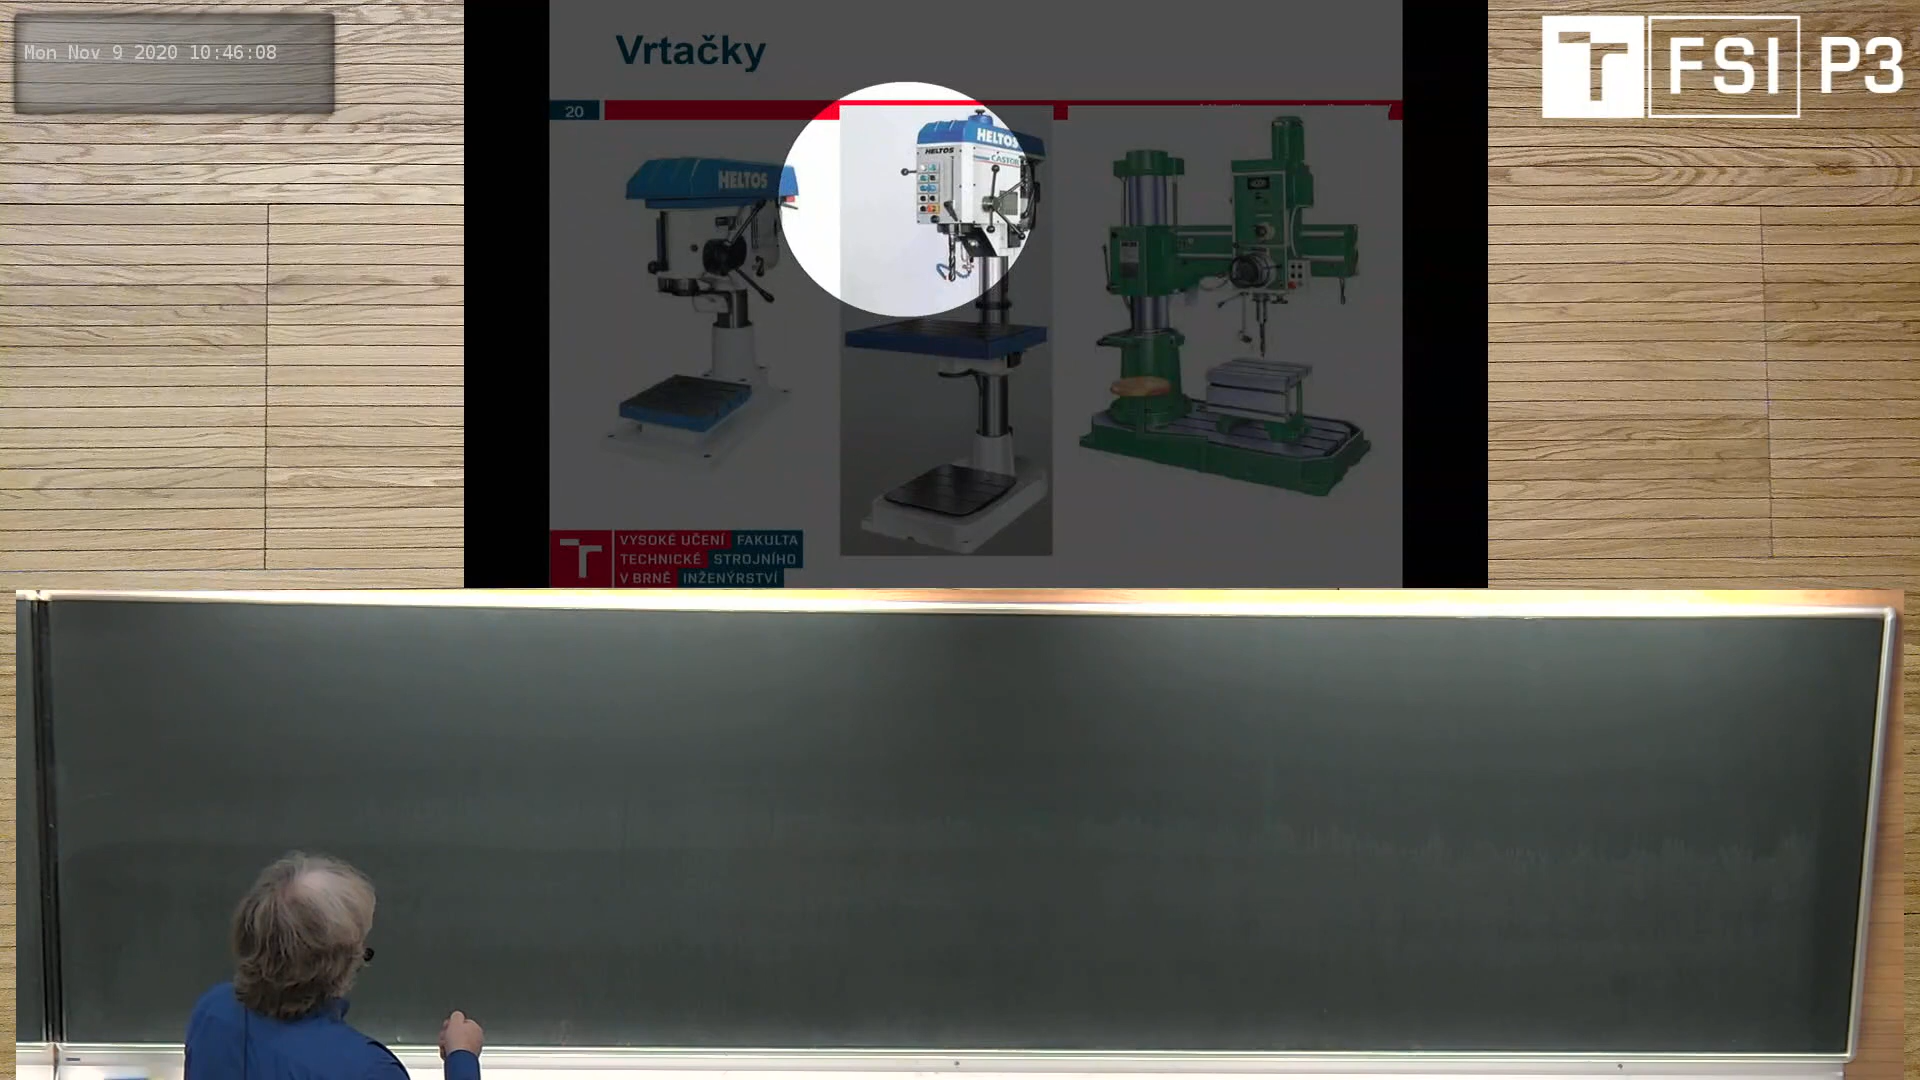 Mon Nov 9 2020 10:46:08
Vrtačky
20
HELTOS
HELTOS
HELTOS
CASTOR
VYSOKÉ UČENÍ FAKULTA
TECHNICKÉ STROJNÍHO
V BRNĚ INŽENÝRSTVÍ
FSI P3